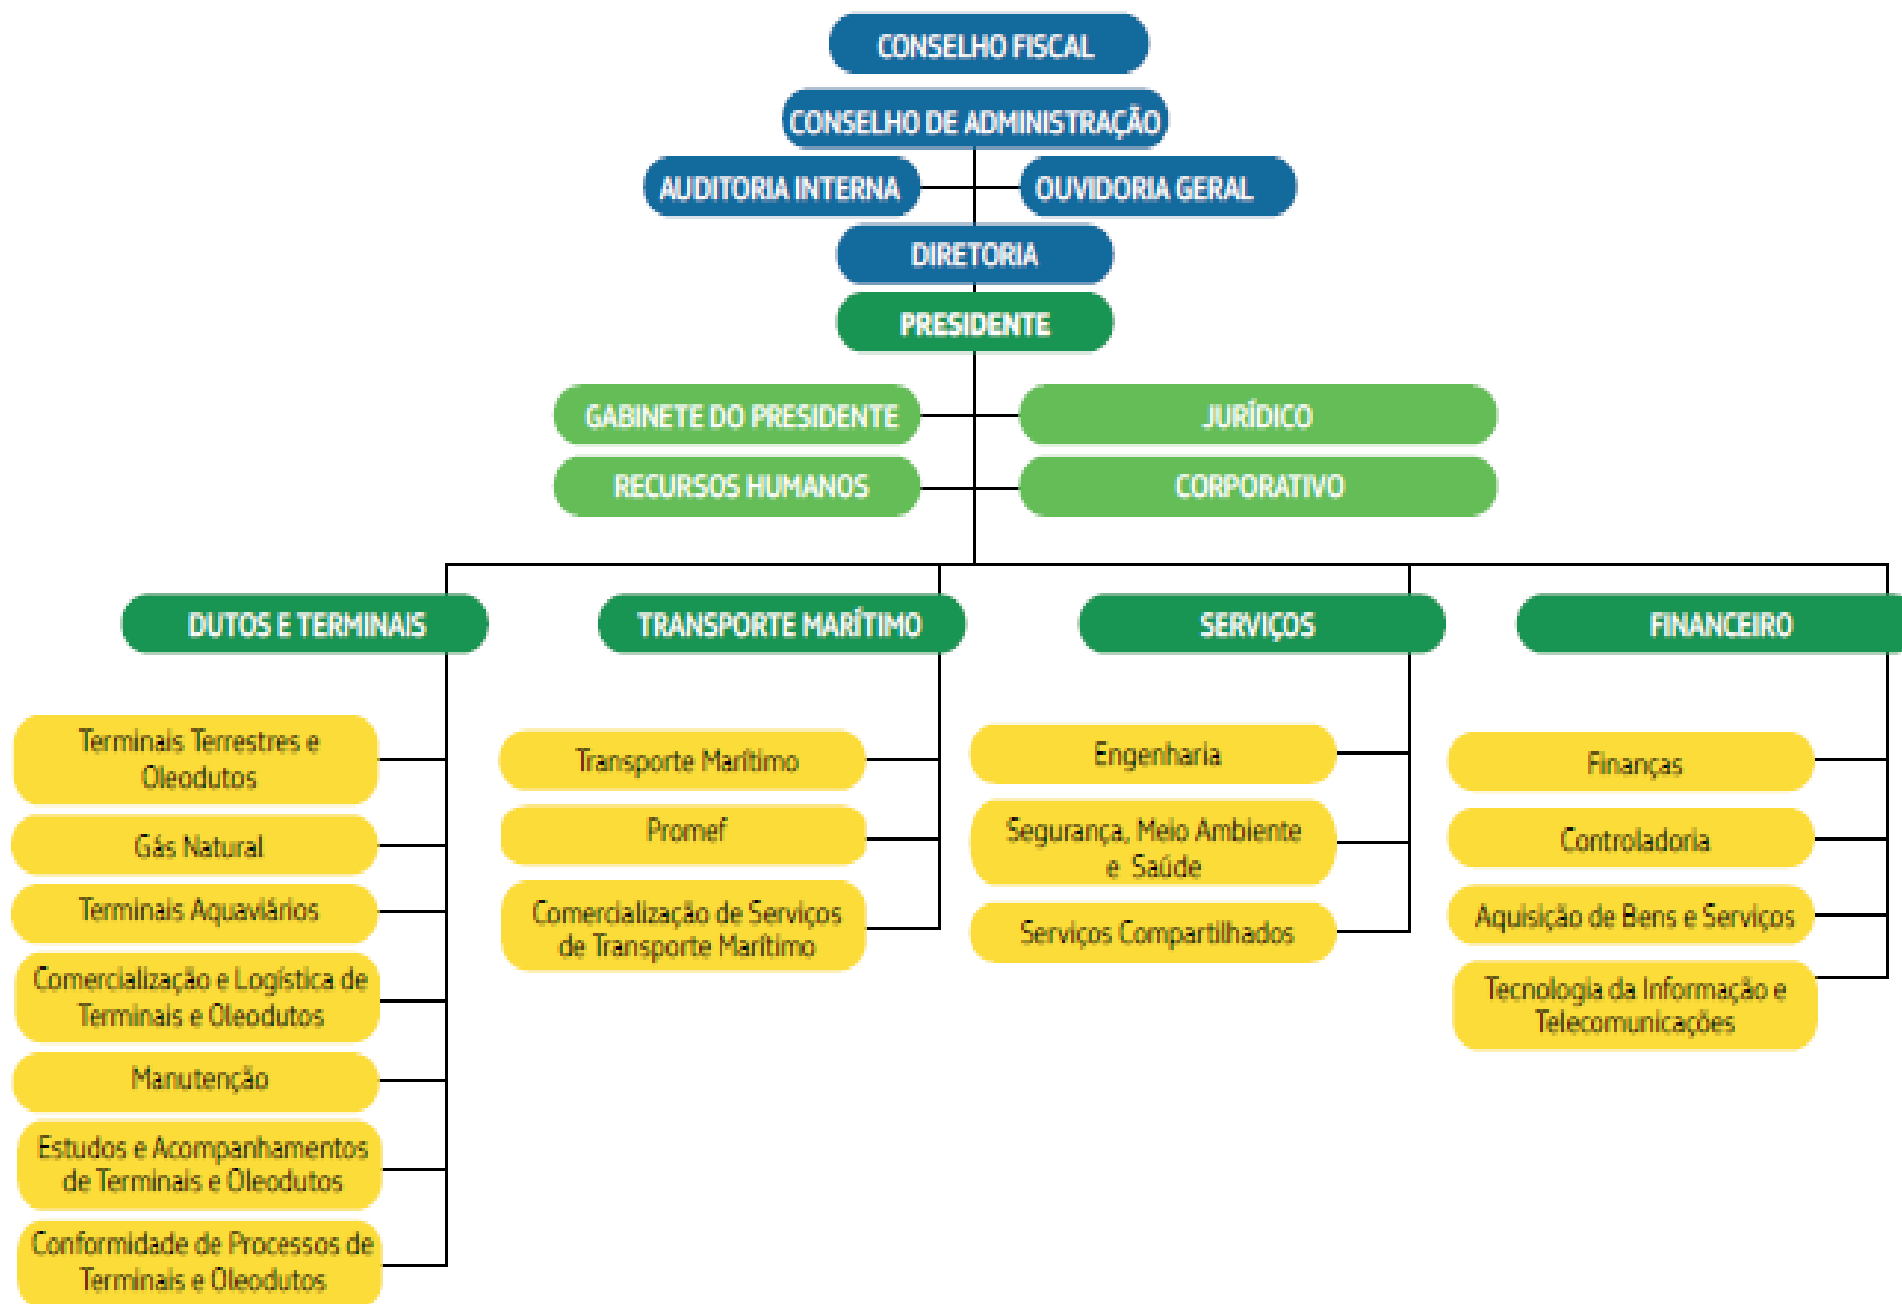 CONSELHO FISCAL
CONSELHO DE ADMINISTRAÇÃO
AUDITORIA INTERNA
OUVIDORIA GERAL
DIRETORIA
PRESIDENTE
GABINETE DO PRESIDENTE
JURÍDICO
RECURSOS HUMANOS
CORPORATIVO
DUTOS E TERMINAIS
TRANSPORTE MARÍTIMO
SERVIÇOS
FINANCEIRO
Terminais Terrestres e
Oleodutos
Gás Natural
Terminais Aquaviários
Comercialização e Logística de
Terminais e Oleodutos
Manutenção
Estudos e Acompanhamentos
de Terminais e Oleodutos
Conformidade de Processos de
Terminais e Oleodutos
Transporte Marítimo
Promef
Comercialização de Serviços
de Transporte Marítimo
Engenharia
Segurança, Meio Ambiente
e Saúde
Serviços Compartilhados
Finanças
Controladoria
Aquisição de Bens e Serviços
Tecnologia da Informação e
Telecomunicações